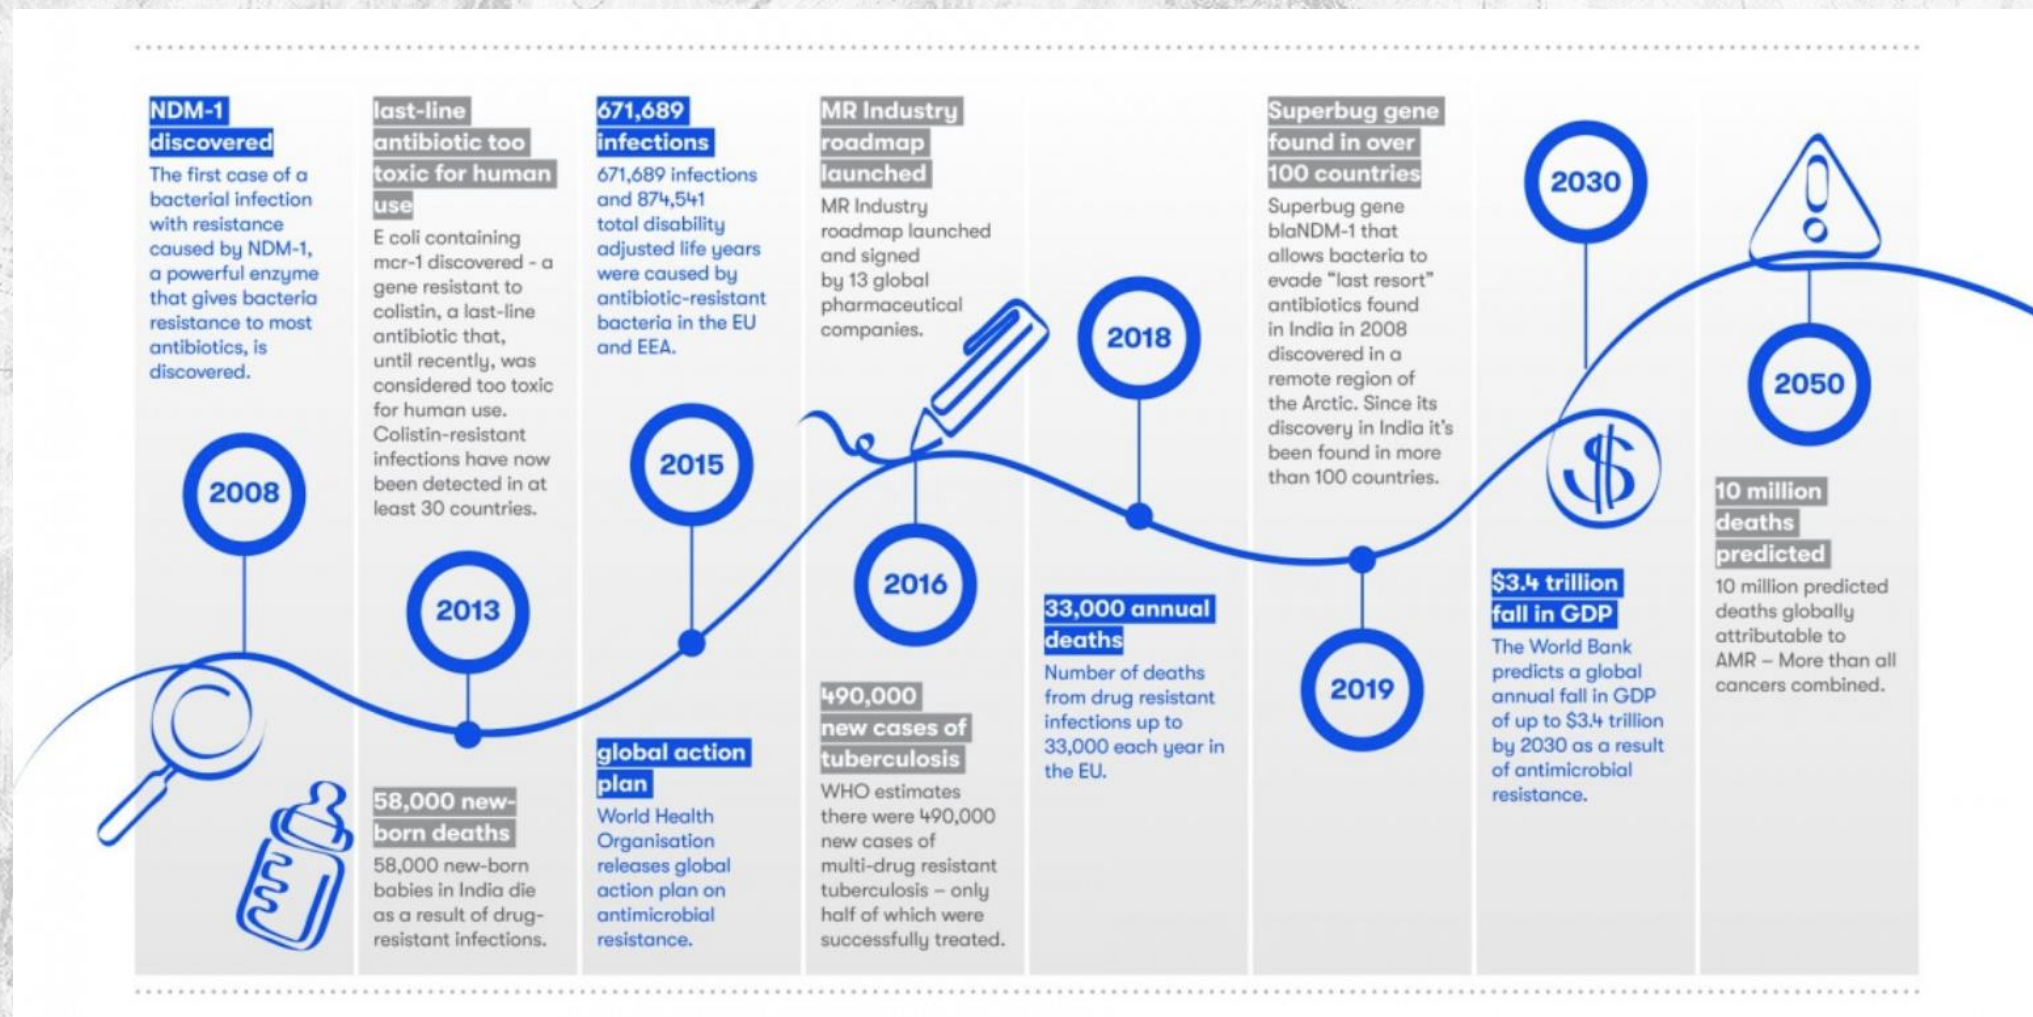 NDM-1
discovered
The first case of a
bacterial infection
with resistance
caused by NDM-1,
a powerful enzyme
that gives bacteria
resistance to most
antibiotics, is
discovered.
2008
last-line
antibiotic too
toxic for human
use
E coli containing
mcr-1 discovered - a
gene resistant to
colistin, a last-line
antibiotic that,
until recently, was
considered too toxic
for human use.
Colistin-resistant
infections have now
been detected in at
least 30 countries.
2013
58,000 new-
born deaths
58,000 new-born
babies in India die
as a result of drug-
resistant infections.
671,689
infections
671,689 infections
and 874,541
total disability
adjusted life years
were caused by
antibiotic-resistant
bacteria in the EU
and EEA.
2015
global action
plan
World Health
Organisation
releases global
action plan on
antimicrobial
resistance.
MR Industry
roadmap
launched
MR Industry
roadmap launched
and signed
by 13 global
pharmaceutical
companies.
2016
490,000
new cases of
tuberculosis
WHO estimates
there were 490,000
new cases of
multi-drug resistant
tuberculosis – only
half of which were
successfully treated.
2018
33,000 annual
deaths
Number of deaths
from drug resistant
infections up to
33,000 each year in
the EU.
Superbug gene
found in over
100 countries
Superbug gene
blaNDM-1 that
allows bacteria to
evade “last resort”
antibiotics found
in India in 2008
discovered in a
remote region of
the Arctic. Since its
discovery in India it’s
been found in more
than 100 countries.
2019
2030
$
$3.4 trillion
fall in GDP
The World Bank
predicts a global
annual fall in GDP
of up to $3.4 trillion
by 2030 as a result
of antimicrobial
resistance.
!
2050
10 million
deaths
predicted
10 million predicted
deaths globally
attributable to
AMR – More than all
cancers combined.